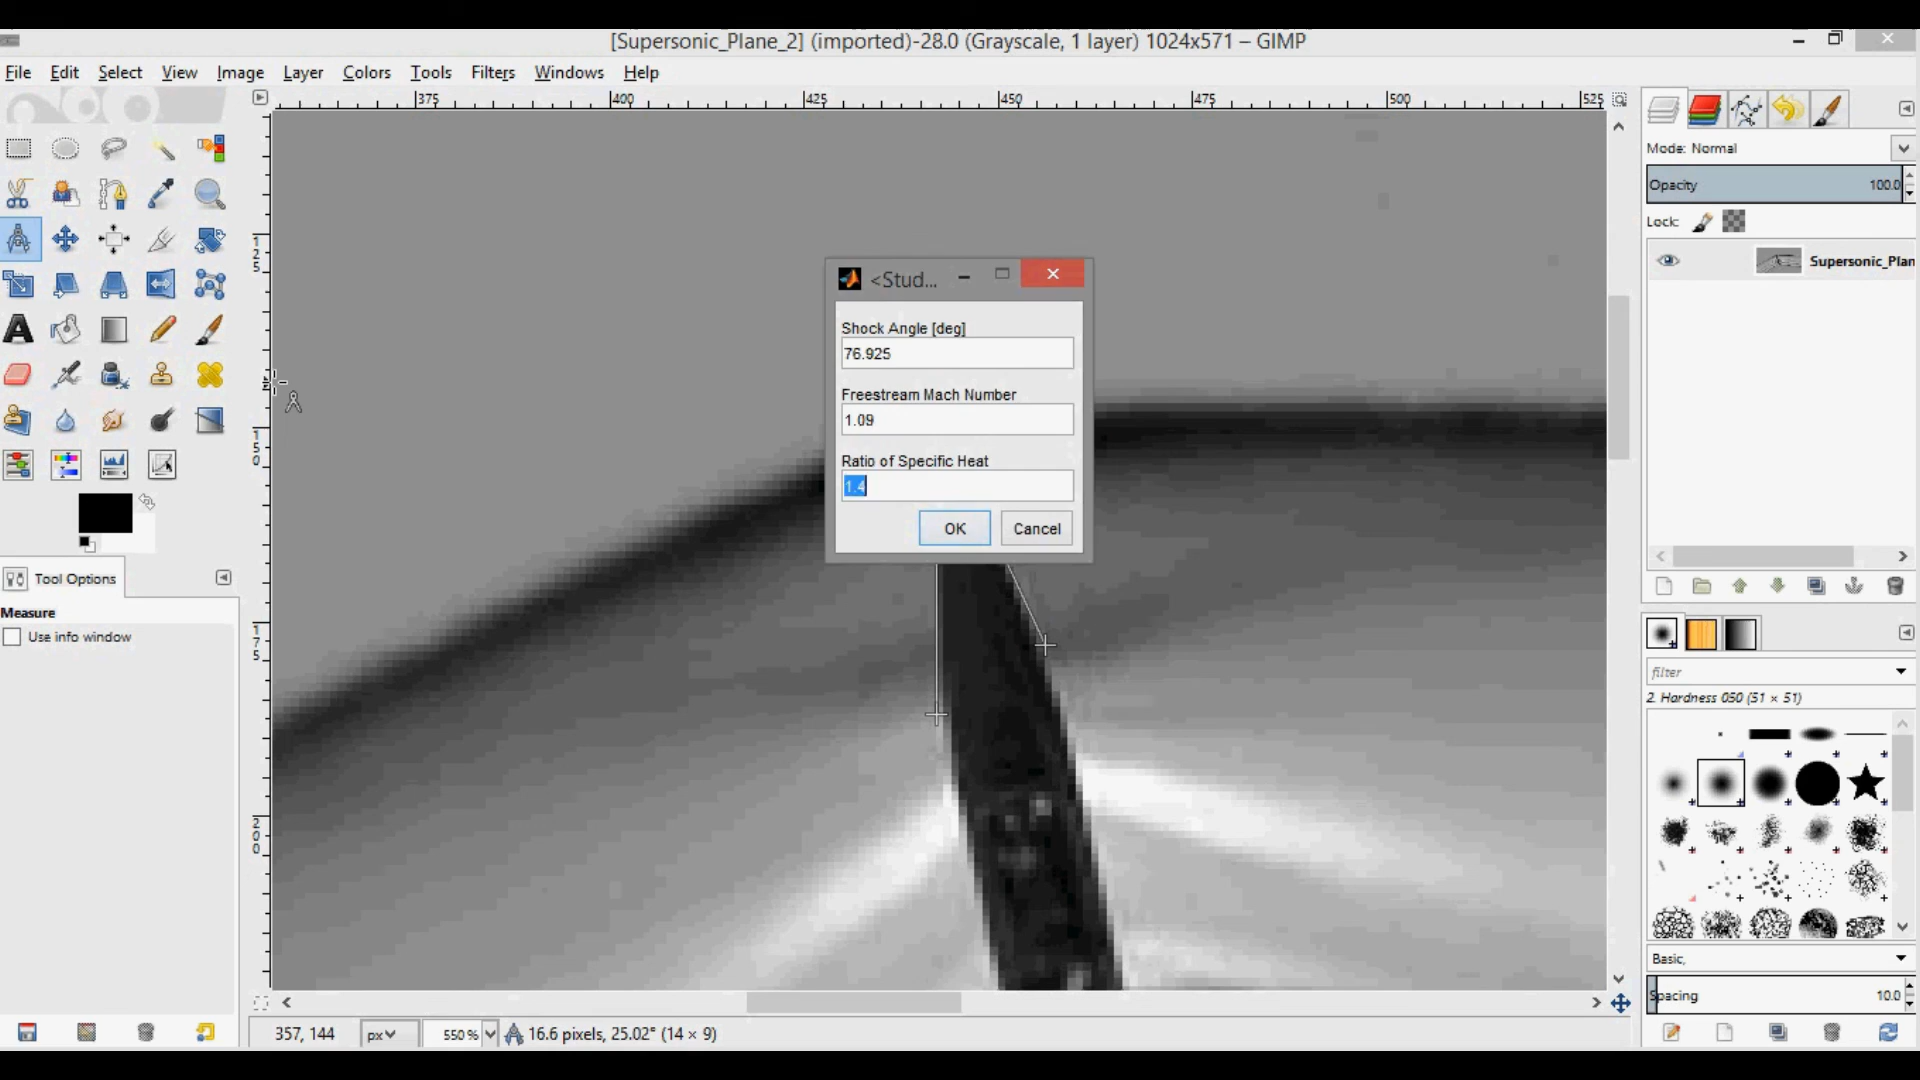 [Supersonic_Plane_2] (imported)-28.0 (Grayscale, 1 layer) 1024x571 – GIMP
File Edit Select View Image Layer Colors Tools Filters Windows Help
375 400 425 450 475 500 525
Mode: Normal
Opacity 100.0
Lock:
Supersonic_Plan
125
150
175
200
<Stud...
Shock Angle [deg]
76.925
Freestream Mach Number
1.09
Ratio of Specific Heat
1.4
OK Cancel
Tool Options
Measure
Use info window
filter
2. Hardness 050 (51 × 51)
Basic,
Spacing 10.0
357, 144 px 550 % 16.6 pixels, 25.02° (14 × 9)